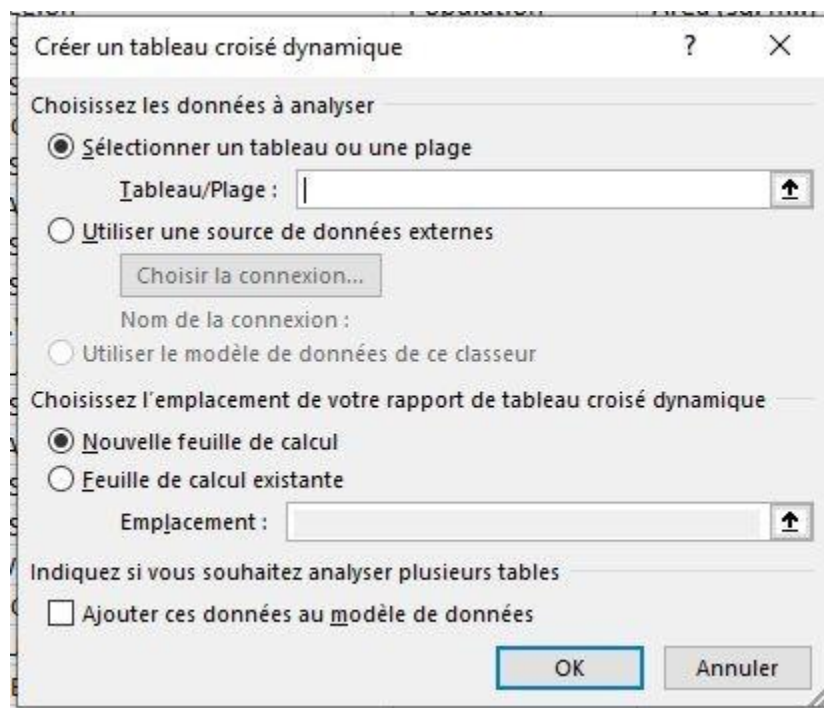 Créer un tableau croisé dynamique ? ×
Choisissez les données à analyser
Sélectionner un tableau ou une plage
Tableau/Plage :
Utiliser une source de données externes
Choisir la connexion...
Nom de la connexion :
Utiliser le modèle de données de ce classeur
Choisissez l'emplacement de votre rapport de tableau croisé dynamique
Nouvelle feuille de calcul
Feuille de calcul existante
Emplacement :
Indiquez si vous souhaitez analyser plusieurs tables
Ajouter ces données au modèle de données
OK Annuler